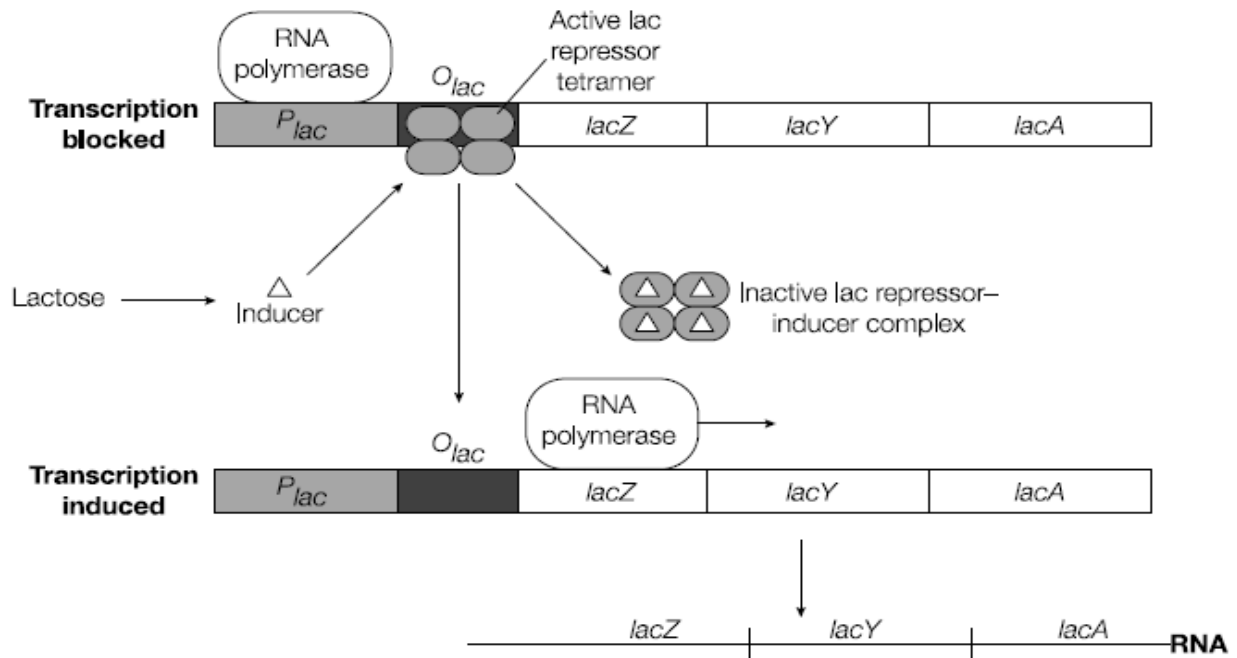 RNA
polymerase
Active lac
repressor
tetramer
Olac
Transcription
blocked
Plac
lacZ
lacY
lacA
Lactose
Inducer
Inactive lac repressor–
inducer complex
RNA
polymerase
Olac
Transcription
induced
Plac
lacZ
lacY
lacA
lacZ
lacY
lacA
RNA